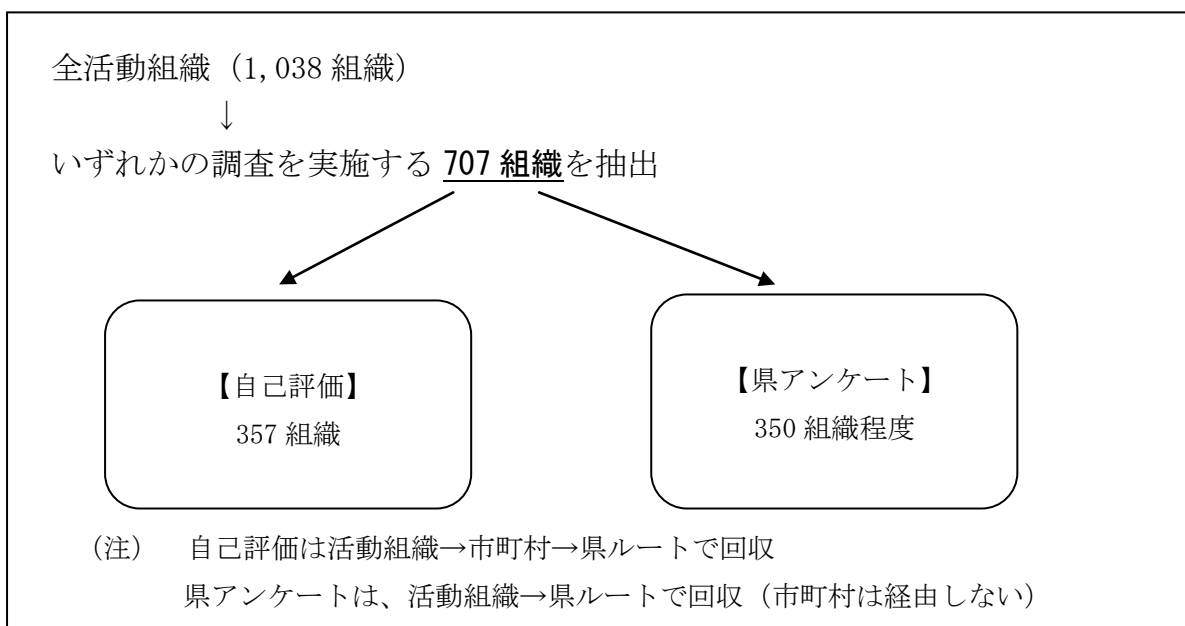 全活動組織（1,038 組織）
↓
いずれかの調査を実施する 707 組織を抽出
【自己評価】
357 組織
【県アンケート】
350 組織程度
（注）　自己評価は活動組織→市町村→県ルートで回収
県アンケートは、活動組織→県ルートで回収（市町村は経由しない）